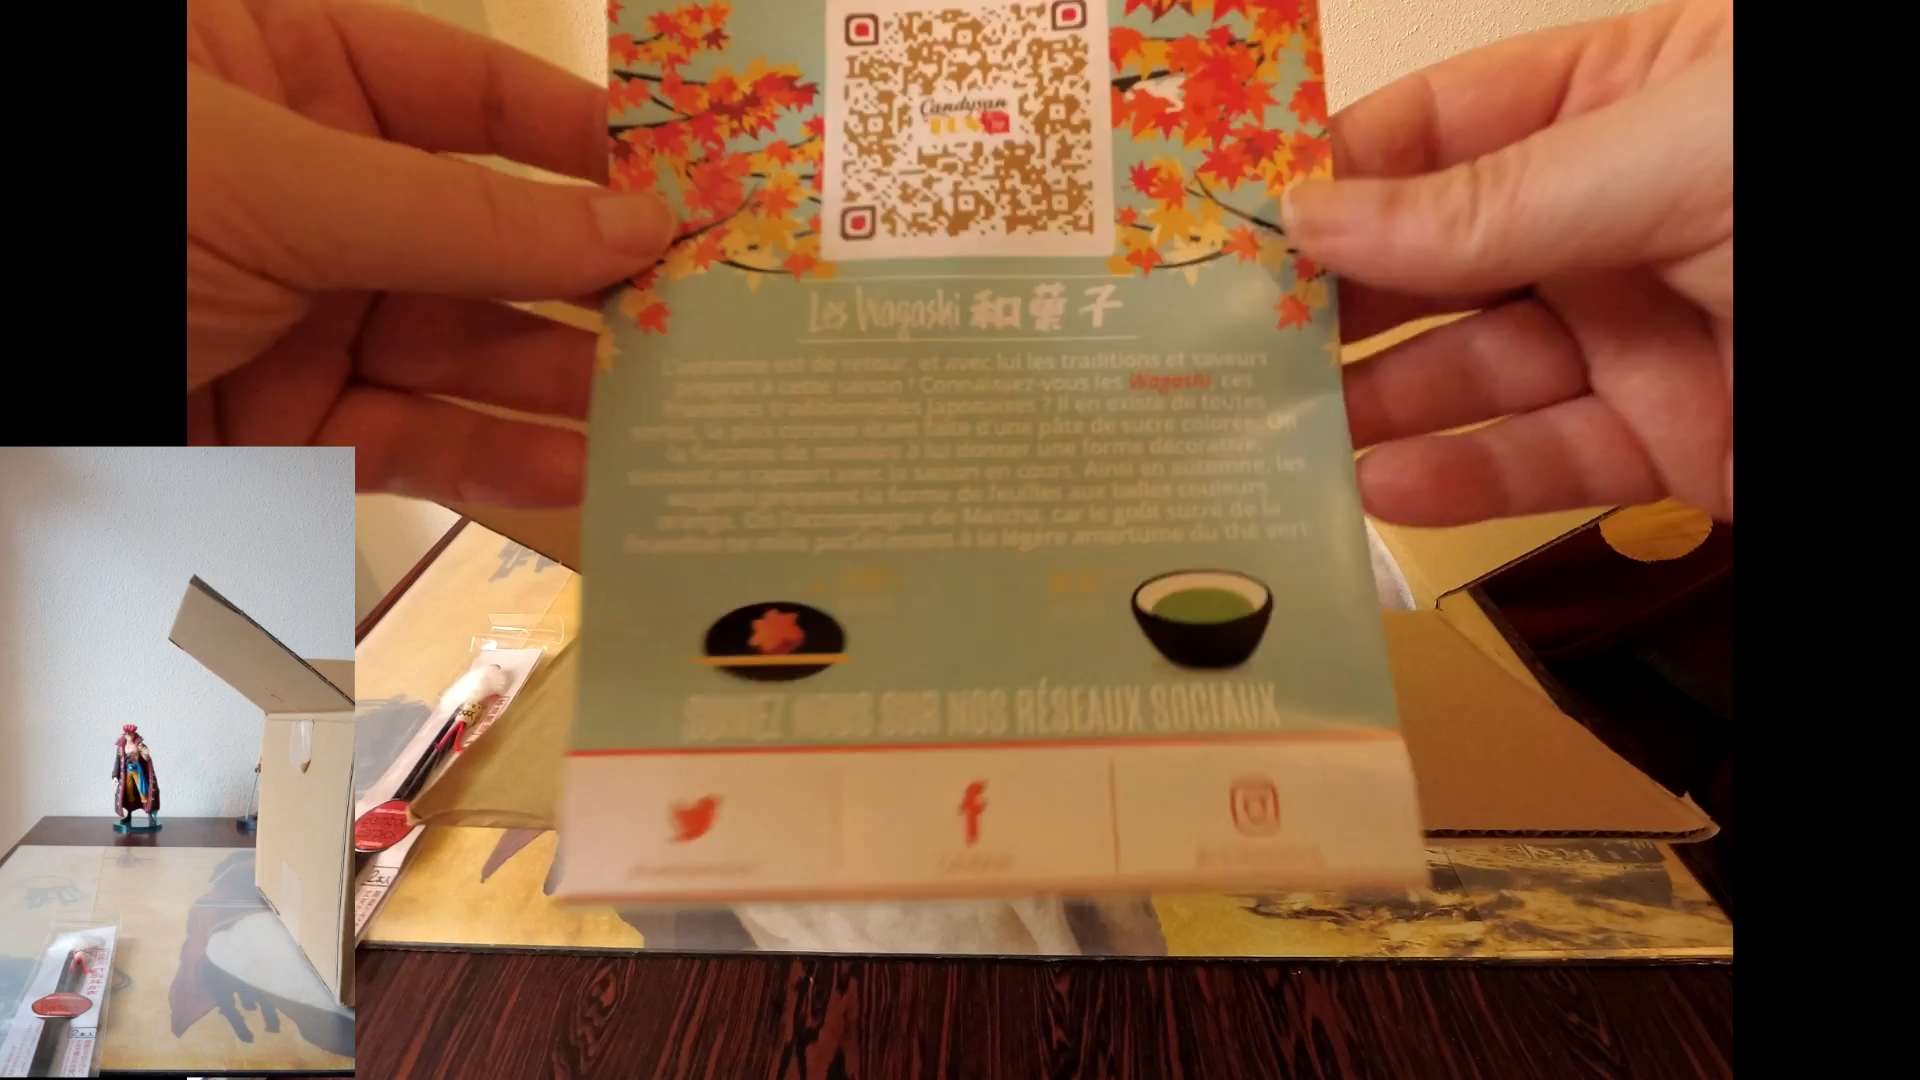 Candysan
BOX
Les Wagashi 和菓子
L'automne est de retour, et avec lui les traditions et saveurs
propres à cette saison ! Connaissez-vous les Wagashi, ces
friandises traditionnelles japonaises ? Il en existe de toutes
sortes, la plus connue étant faite d'une pâte de sucre colorée. On
la façonne de manière à lui donner une forme décorative,
souvent en rapport avec la saison en cours. Ainsi en automne, les
wagashi prennent la forme de feuilles aux belles couleurs
orange. On l'accompagne de Matcha, car le goût sucré de la
friandise se mêle parfaitement à la légère amertume du thé vert.
SUIVEZ NOUS SUR NOS RÉSEAUX SOCIAUX